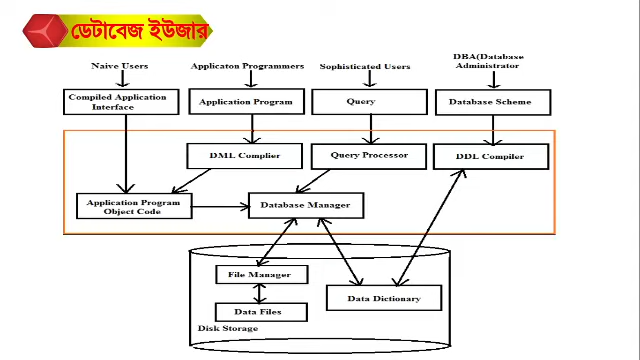 ডেটাবেজ ইউজার
Naive Users
Applicaton Programmers
Sophisticated Users
DBA(Database
Administrator
Compiled Application
Interface
Application Program
Query
Database Scheme
DML Complier
Query Processor
DDL Compiler
Application Program
Object Code
Database Manager
File Manager
Data Dictionary
Data Files
Disk Storage